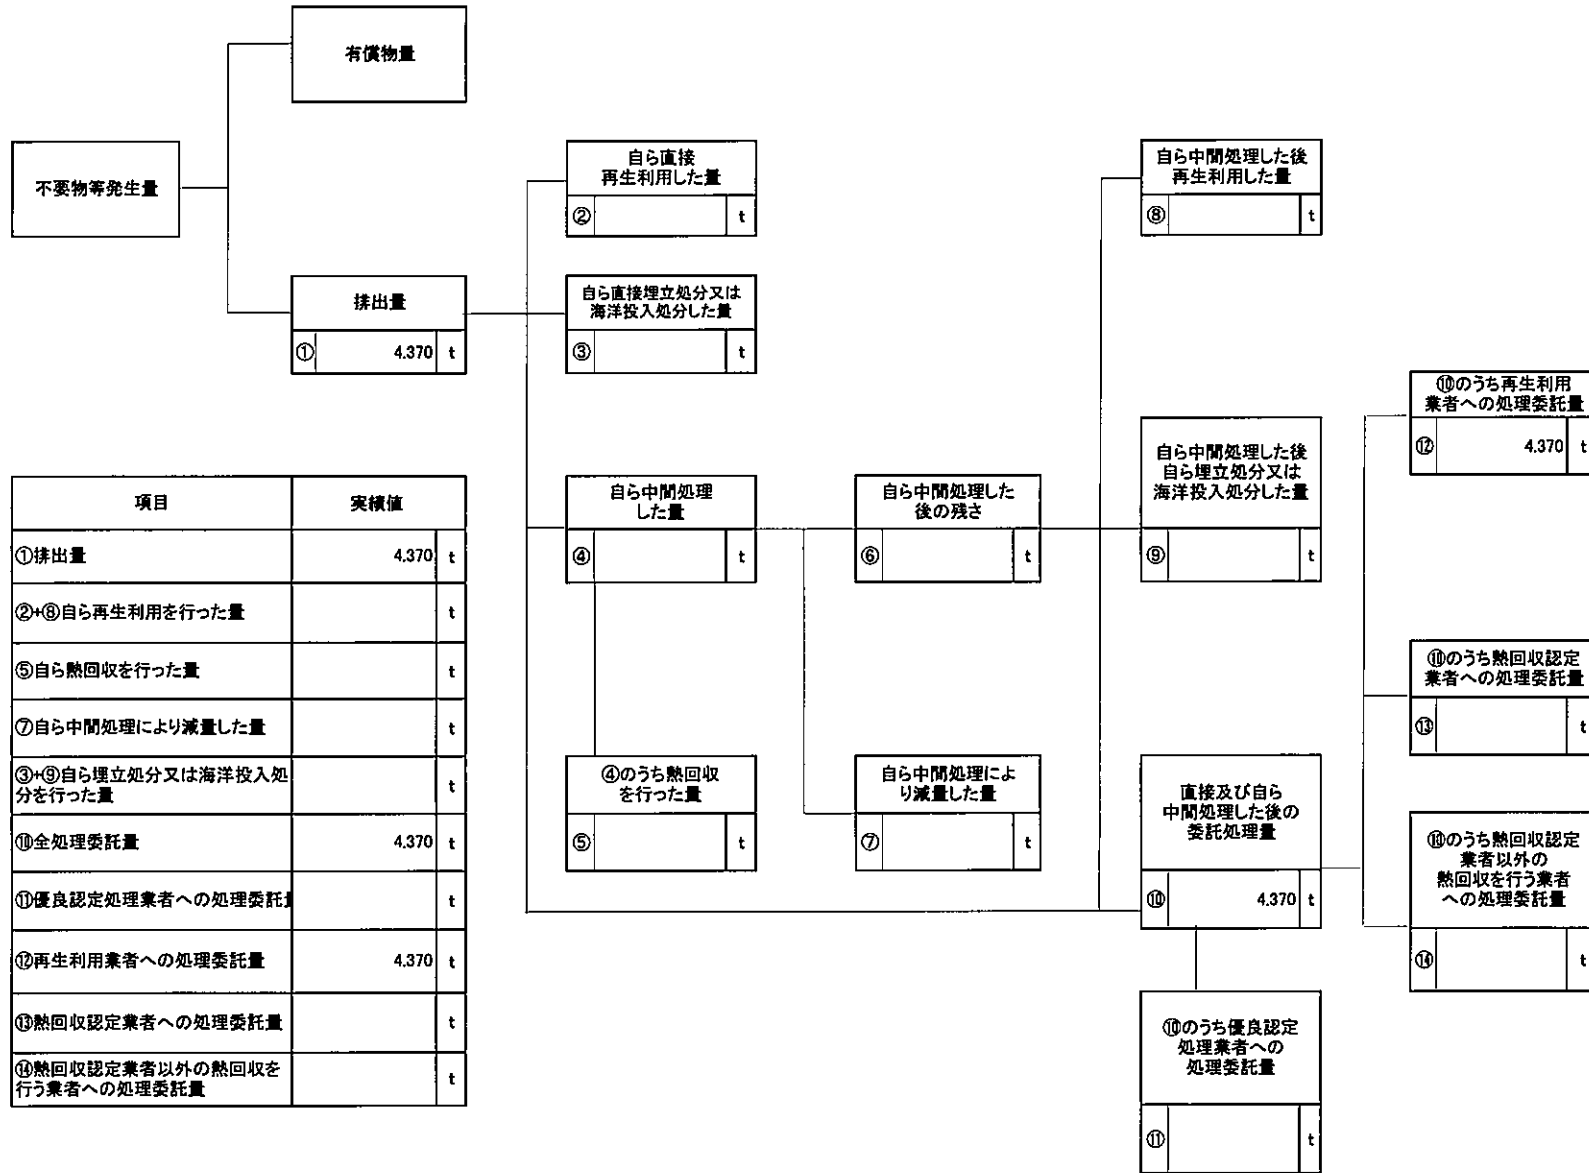 有償物量
不要物等発生量
排出量
① 4.370 t
自ら直接
再生利用した量
② t
自ら直接埋立処分又は
海洋投入処分した量
③ t
自ら中間処理
した量
④ t
④のうち熱回収
を行った量
⑤ t
自ら中間処理した
後の残さ
⑥ t
自ら中間処理によ
り減量した量
⑦ t
自ら中間処理した後
再生利用した量
⑧ t
自ら中間処理した後
自ら埋立処分又は
海洋投入処分した量
⑨ t
直接及び自ら
中間処理した後の
委託処理量
⑩ 4.370 t
⑩のうち優良認定
処理業者への
処理委託量
⑪ t
⑩のうち再生利用
業者への処理委託量
⑫ 4.370 t
⑩のうち熱回収認定
業者への処理委託量
⑬ t
⑩のうち熱回収認定
業者以外の
熱回収を行う業者
への処理委託量
⑭ t
項目 実績値
①排出量 4.370 t
②+⑧自ら再生利用を行った量 t
⑤自ら熱回収を行った量 t
⑦自ら中間処理により減量した量 t
③+⑨自ら埋立処分又は海洋投入処
分を行った量 t
⑩全処理委託量 4.370 t
⑪優良認定処理業者への処理委託 t
⑫再生利用業者への処理委託量 4.370 t
⑬熱回収認定業者への処理委託量 t
⑭熱回収認定業者以外の熱回収を
行う業者への処理委託量 t